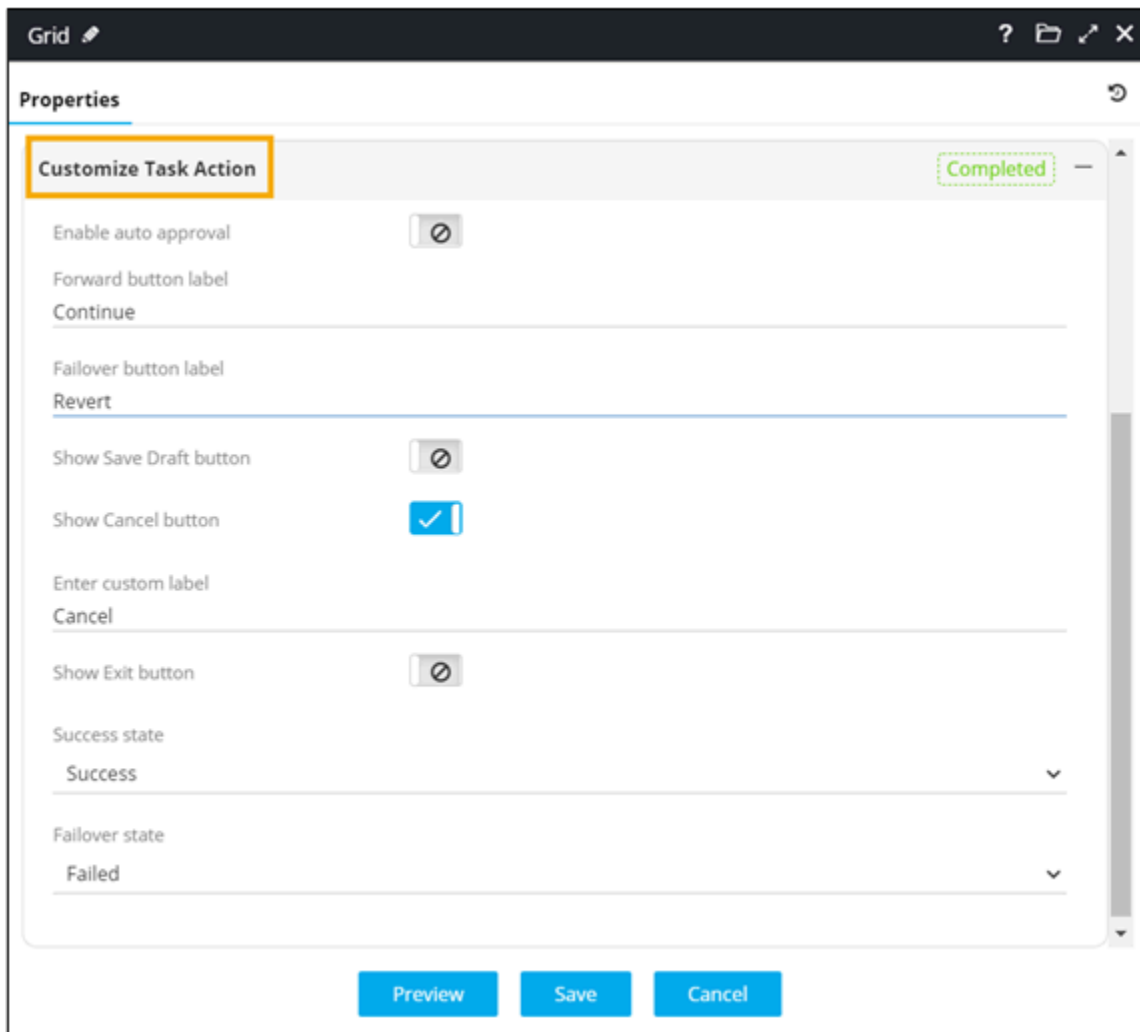 Grid
?
Properties
Customize Task Action
Completed
Enable auto approval
Forward button label
Continue
Failover button label
Revert
Show Save Draft button
Show Cancel button
Enter custom label
Cancel
Show Exit button
Success state
Success
Failover state
Failed
Preview Save Cancel